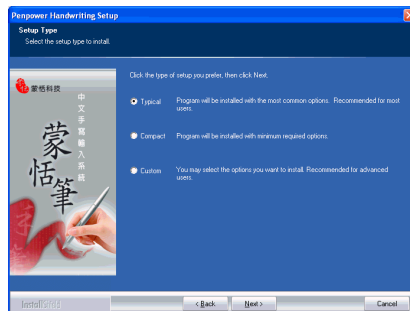 Penpower Handwriting Setup
Setup Type
Select the setup type to install.
Click the type of setup you prefer, then click Next.
Typical
Program will be installed with the most common options. Recommended for most
users.
Compact
Program will be installed with minimum required options.
Custom
You may select the options you want to install. Recommended for advanced
users.
蒙恬科技
中文手寫輸入系統
蒙恬筆
InstallShield
< Back
Next >
Cancel